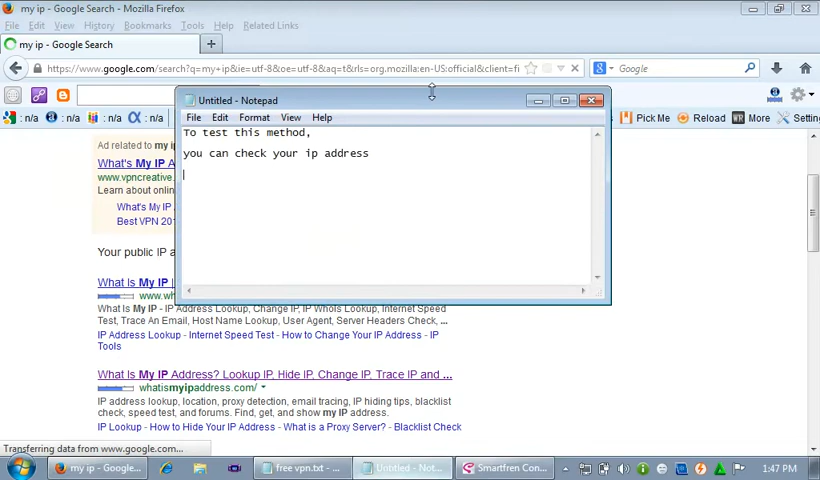 my ip - Google Search - Mozilla Firefox
File Edit View History Bookmarks Tools Help Related Links
my ip - Google Search
https://www.google.com/search?q=my+ip&ie=utf-8&oe=utf-8&aq=t&rls=org.mozilla:en-US:official&client=fi
Google
: n/a : n/a : n/a : n/a
Pick Me Reload More Setting
Untitled - Notepad
File Edit Format View Help
To test this method,
you can check your ip address
Ad related to my ip
What's My IP A
www.vpncreative.
Learn about onlin
What's My IP
Best VPN 201
Your public IP a
What Is My IP
www.wh
What Is My IP - IP Address Lookup, Change IP, IP WhoIs Lookup, Internet Speed
Test, Trace An Email, Host Name Lookup, User Agent, Server Headers Check, ...
IP Address Lookup - Internet Speed Test - How to Change Your IP Address - IP
Tools
What Is My IP Address? Lookup IP, Hide IP, Change IP, Trace IP and ...
whatismyipaddress.com/
IP address lookup, location, proxy detection, email tracing, IP hiding tips, blacklist
check, speed test, and forums. Find, get, and show my IP address.
IP Lookup - How to Hide Your IP Address - What is a Proxy Server? - Blacklist Check
Transferring data from www.google.com...
my ip - Google...
free vpn.txt - ...
Untitled - Not...
Smartfren Con...
1:47 PM